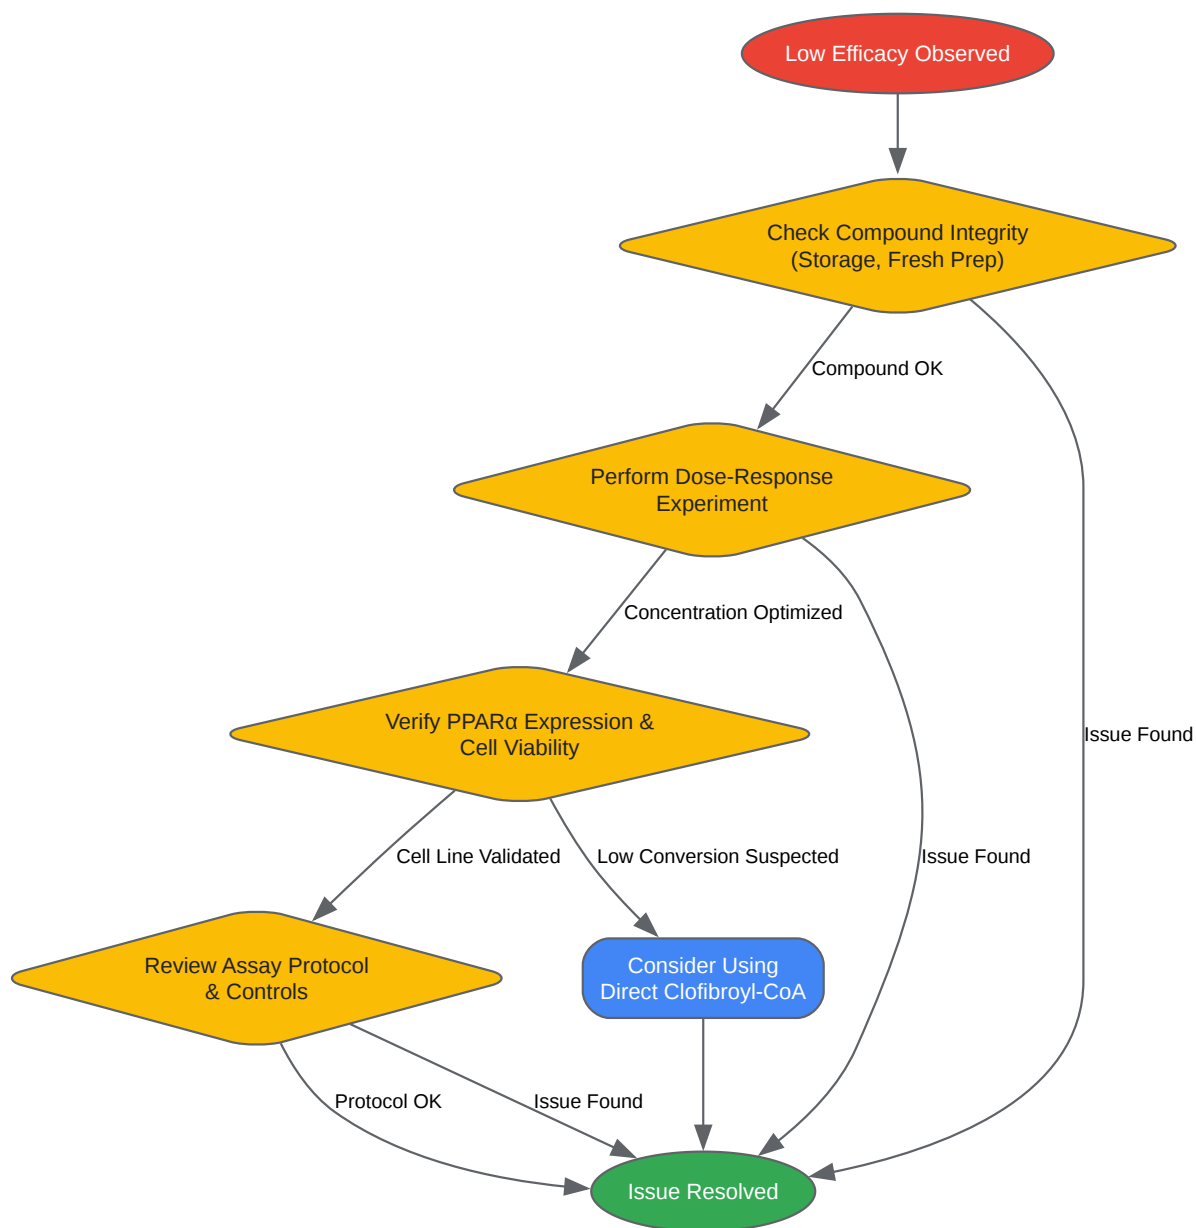 Low Efficacy Observed
Check Compound Integrity
(Storage, Fresh Prep)
Compound OK
Perform Dose-Response
Experiment
Concentration Optimized
Verify PPARα Expression &
Cell Viability
Issue Found
Cell Line Validated
Low Conversion Suspected
Issue Found
Review Assay Protocol
& Controls
Consider Using
Direct Clofibroyl-CoA
Protocol OK
Issue Found
Issue Resolved